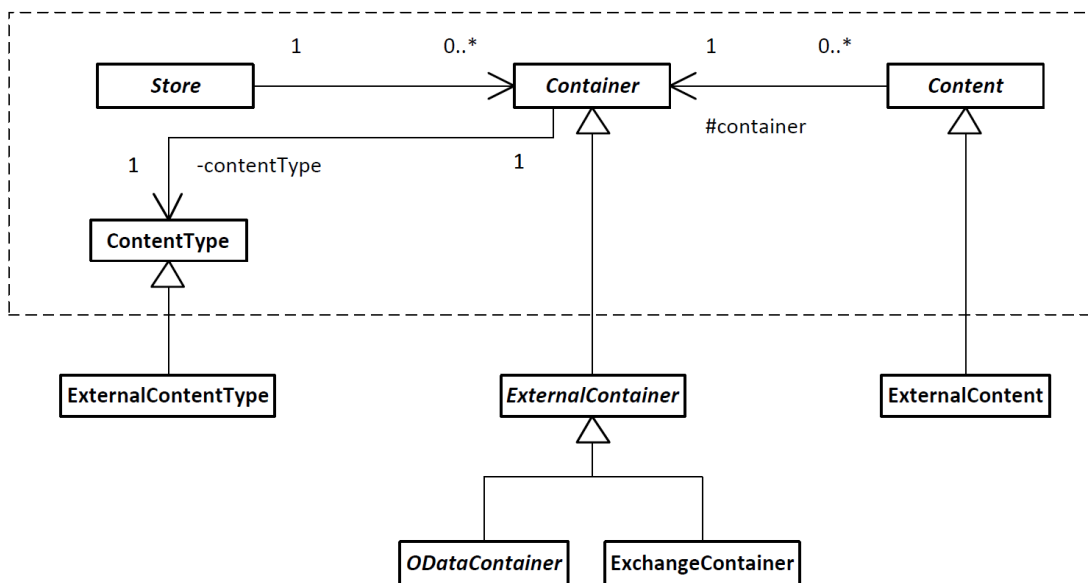 1 0..* 1 0..*
Store Container Content
#container
1 -contentType 1
ContentType
ExternalContentType ExternalContainer ExternalContent
ODataContainer ExchangeContainer